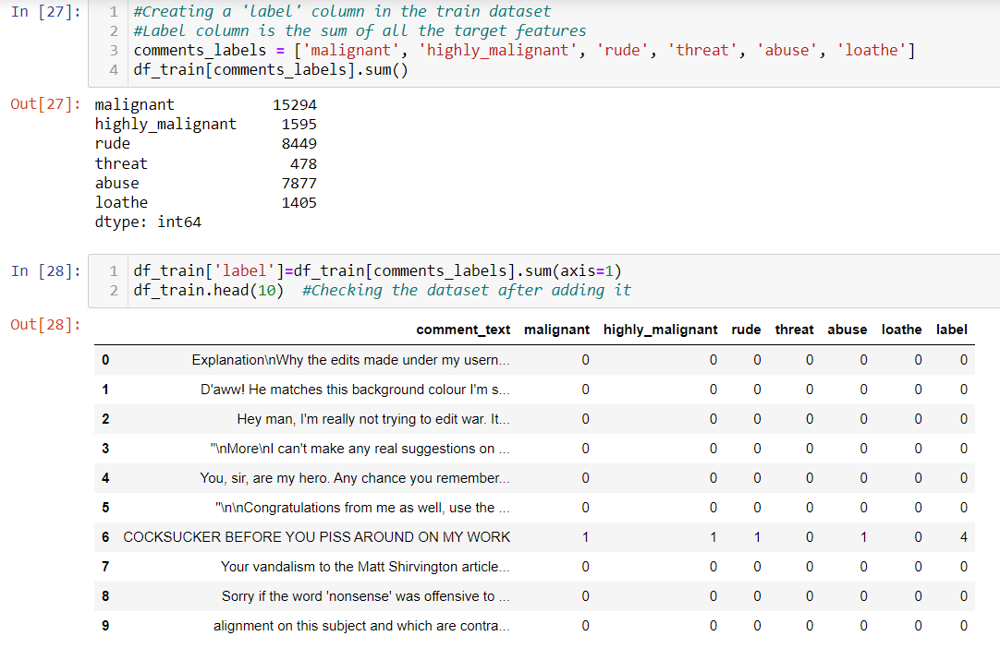 In [27]:
1 #Creating a 'label' column in the train dataset
2 #Label column is the sum of all the target features
3 comments_labels = ['malignant', 'highly_malignant', 'rude', 'threat', 'abuse', 'loathe']
4 df_train[comments_labels].sum()
Out[27]:
malignant 15294
highly_malignant 1595
rude 8449
threat 478
abuse 7877
loathe 1405
dtype: int64
In [28]:
1 df_train['label']=df_train[comments_labels].sum(axis=1)
2 df_train.head(10) #Checking the dataset after adding it
Out[28]:
comment_text malignant highly_malignant rude threat abuse loathe label
0 Explanation\nWhy the edits made under my usern... 0 0 0 0 0 0 0
1 D'aww! He matches this background colour I'm s... 0 0 0 0 0 0 0
2 Hey man, I'm really not trying to edit war. It... 0 0 0 0 0 0 0
3 "\nMore\nI can't make any real suggestions on ... 0 0 0 0 0 0 0
4 You, sir, are my hero. Any chance you remember... 0 0 0 0 0 0 0
5 "\n\nCongratulations from me as well, use the ... 0 0 0 0 0 0 0
6 COCKSUCKER BEFORE YOU PISS AROUND ON MY WORK 1 1 1 0 1 0 4
7 Your vandalism to the Matt Shirvington article... 0 0 0 0 0 0 0
8 Sorry if the word 'nonsense' was offensive to ... 0 0 0 0 0 0 0
9 alignment on this subject and which are contra... 0 0 0 0 0 0 0